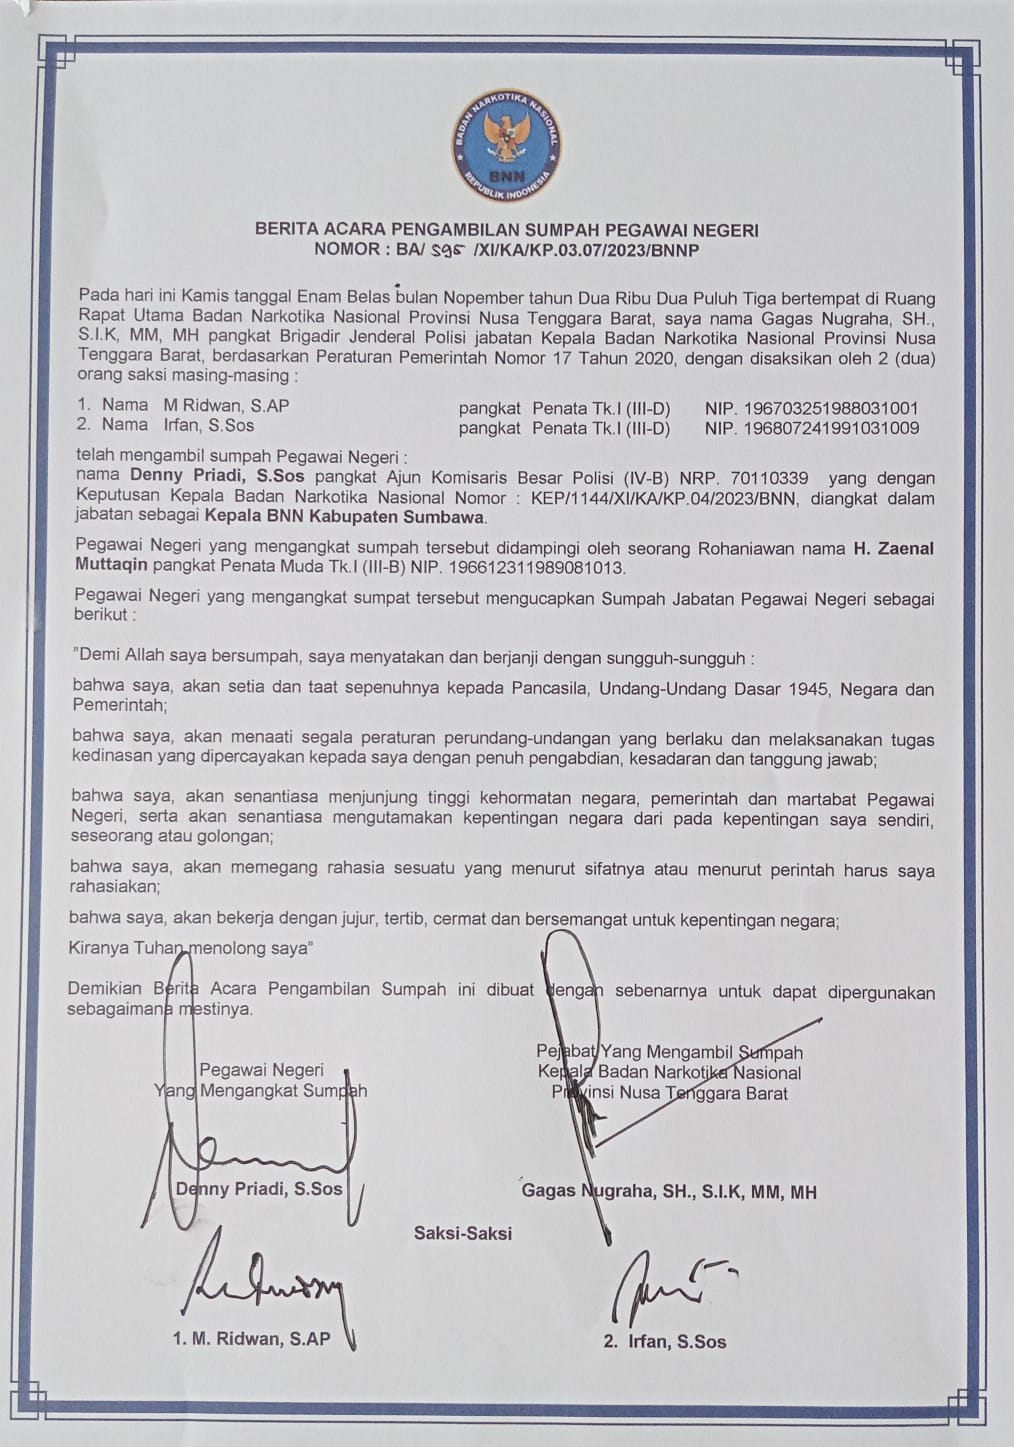 BADAN NARKOTIKA NASIONAL
BNN
REPUBLIK INDONESIA
BERITA ACARA PENGAMBILAN SUMPAH PEGAWAI NEGERI
NOMOR : BA/ 595 /XI/KA/KP.03.07/2023/BNNP
Pada hari ini Kamis tanggal Enam Belas bulan Nopember tahun Dua Ribu Dua Puluh Tiga bertempat di Ruang
Rapat Utama Badan Narkotika Nasional Provinsi Nusa Tenggara Barat, saya nama Gagas Nugraha, SH.,
S.I.K, MM, MH pangkat Brigadir Jenderal Polisi jabatan Kepala Badan Narkotika Nasional Provinsi Nusa
Tenggara Barat, berdasarkan Peraturan Pemerintah Nomor 17 Tahun 2020, dengan disaksikan oleh 2 (dua)
orang saksi masing-masing :
1. Nama M Ridwan, S.AP pangkat Penata Tk.I (III-D) NIP. 196703251988031001
2. Nama Irfan, S.Sos pangkat Penata Tk.I (III-D) NIP. 196807241991031009
telah mengambil sumpah Pegawai Negeri :
nama Denny Priadi, S.Sos pangkat Ajun Komisaris Besar Polisi (IV-B) NRP. 70110339 yang dengan
Keputusan Kepala Badan Narkotika Nasional Nomor : KEP/1144/XI/KA/KP.04/2023/BNN, diangkat dalam
jabatan sebagai Kepala BNN Kabupaten Sumbawa.
Pegawai Negeri yang mengangkat sumpah tersebut didampingi oleh seorang Rohaniawan nama H. Zaenal
Muttaqin pangkat Penata Muda Tk.I (III-B) NIP. 196612311989081013.
Pegawai Negeri yang mengangkat sumpat tersebut mengucapkan Sumpah Jabatan Pegawai Negeri sebagai
berikut :
"Demi Allah saya bersumpah, saya menyatakan dan berjanji dengan sungguh-sungguh :
bahwa saya, akan setia dan taat sepenuhnya kepada Pancasila, Undang-Undang Dasar 1945, Negara dan
Pemerintah;
bahwa saya, akan menaati segala peraturan perundang-undangan yang berlaku dan melaksanakan tugas
kedinasan yang dipercayakan kepada saya dengan penuh pengabdian, kesadaran dan tanggung jawab;
bahwa saya, akan senantiasa menjunjung tinggi kehormatan negara, pemerintah dan martabat Pegawai
Negeri, serta akan senantiasa mengutamakan kepentingan negara dari pada kepentingan saya sendiri,
seseorang atau golongan;
bahwa saya, akan memegang rahasia sesuatu yang menurut sifatnya atau menurut perintah harus saya
rahasiakan;
bahwa saya, akan bekerja dengan jujur, tertib, cermat dan bersemangat untuk kepentingan negara;
Kiranya Tuhan menolong saya"
Demikian Berita Acara Pengambilan Sumpah ini dibuat dengan sebenarnya untuk dapat dipergunakan
sebagaimana mestinya.
Pegawai Negeri
Yang Mengangkat Sumpah
Denny Priadi, S.Sos
Pejabat Yang Mengambil Sumpah
Kepala Badan Narkotika Nasional
Provinsi Nusa Tenggara Barat
Gagas Nugraha, SH., S.I.K, MM, MH
Saksi-Saksi
1. M. Ridwan, S.AP
2. Irfan, S.Sos